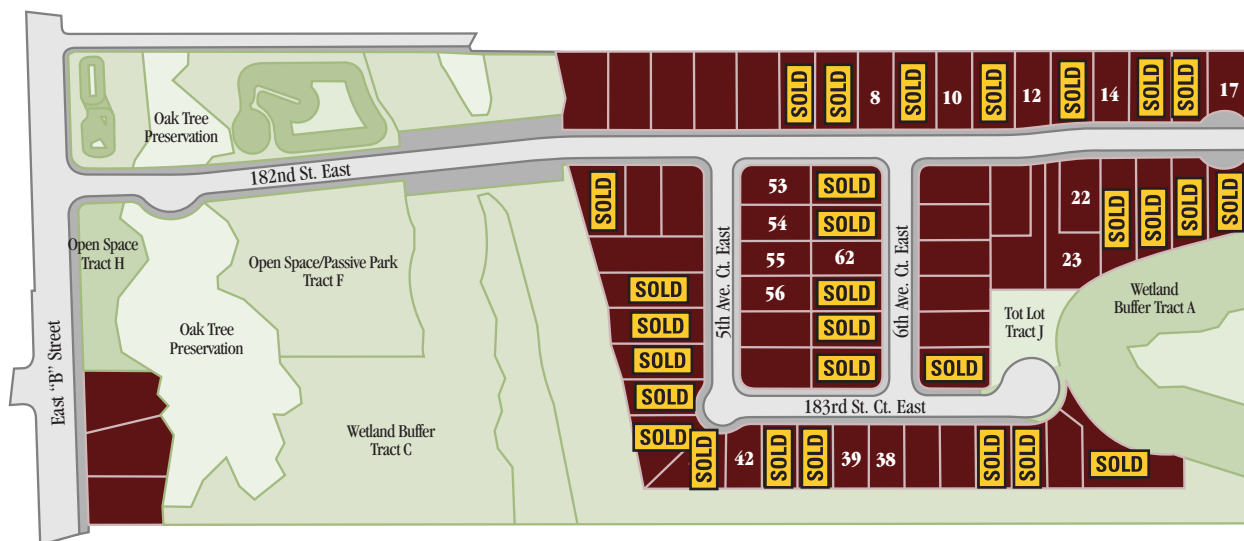 SOLD
SOLD
8
SOLD
10
SOLD
12
SOLD
14
SOLD
SOLD
17
Oak Tree
Preservation
182nd St. East
SOLD
53
SOLD
54
SOLD
55
62
56
SOLD
SOLD
SOLD
5th Ave. Ct. East
6th Ave. Ct. East
22
23
SOLD
SOLD
SOLD
SOLD
Open Space
Tract H
Open Space/Passive Park
Tract F
Oak Tree
Preservation
SOLD
SOLD
SOLD
SOLD
SOLD
SOLD
Tot Lot
Tract J
Wetland
Buffer Tract A
East "B" Street
Wetland Buffer
Tract C
183rd St. Ct. East
SOLD
42
SOLD
SOLD
39
38
SOLD
SOLD
SOLD